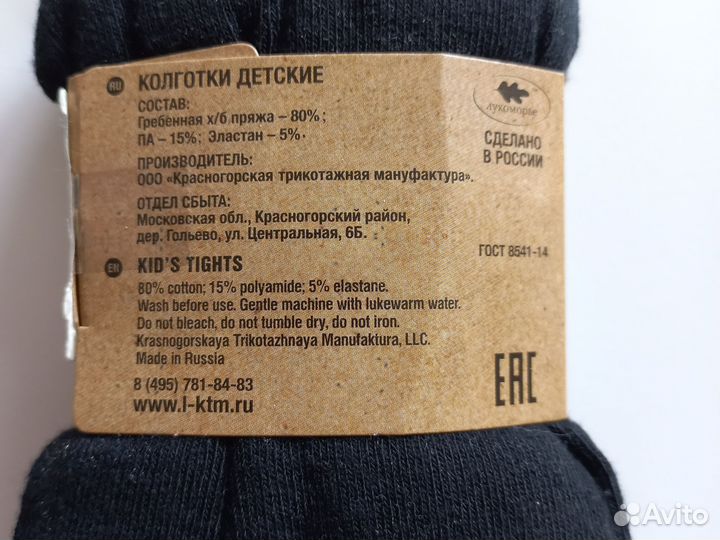 RU КОЛГОТКИ ДЕТСКИЕ
СОСТАВ:
Гребенная х/б пряжа – 80%;
ПА – 15%; Эластан – 5%.
ПРОИЗВОДИТЕЛЬ:
ООО «Красногорская трикотажная мануфактура».
ОТДЕЛ СБЫТА:
Московская обл., Красногорский район,
дер. Гольево, ул. Центральная, 6Б.
EN KID'S TIGHTS
80% cotton; 15% polyamide; 5% elastane.
Wash before use. Gentle machine with lukewarm water.
Do not bleach, do not tumble dry, do not iron.
Krasnogorskaya Trikotazhnaya Manufaktura, LLC.
Made in Russia
8 (495) 781-84-83
www.l-ktm.ru
Лукоморье
СДЕЛАНО
В РОССИИ
ГОСТ 8541-14
EAC
Avito